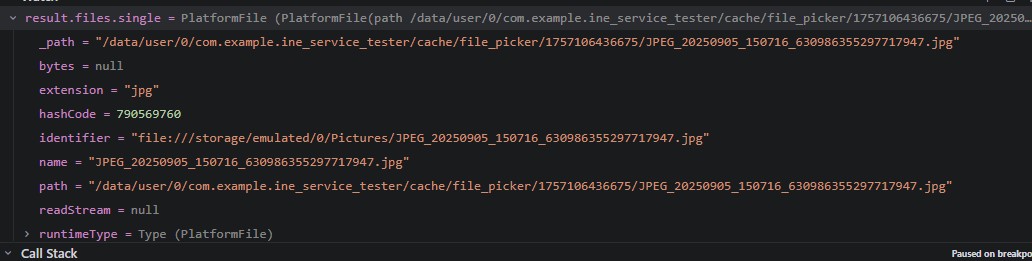 result.files.single = PlatformFile (PlatformFile(path /data/user/0/com.example.ine_service_tester/cache/file_picker/1757106436675/JPEG_20250...
_path = "/data/user/0/com.example.ine_service_tester/cache/file_picker/1757106436675/JPEG_20250905_150716_630986355297717947.jpg"
bytes = null
extension = "jpg"
hashCode = 790569760
identifier = "file:///storage/emulated/0/Pictures/JPEG_20250905_150716_630986355297717947.jpg"
name = "JPEG_20250905_150716_630986355297717947.jpg"
path = "/data/user/0/com.example.ine_service_tester/cache/file_picker/1757106436675/JPEG_20250905_150716_630986355297717947.jpg"
readStream = null
runtimeType = Type (PlatformFile)
Call Stack Paused on breakpo